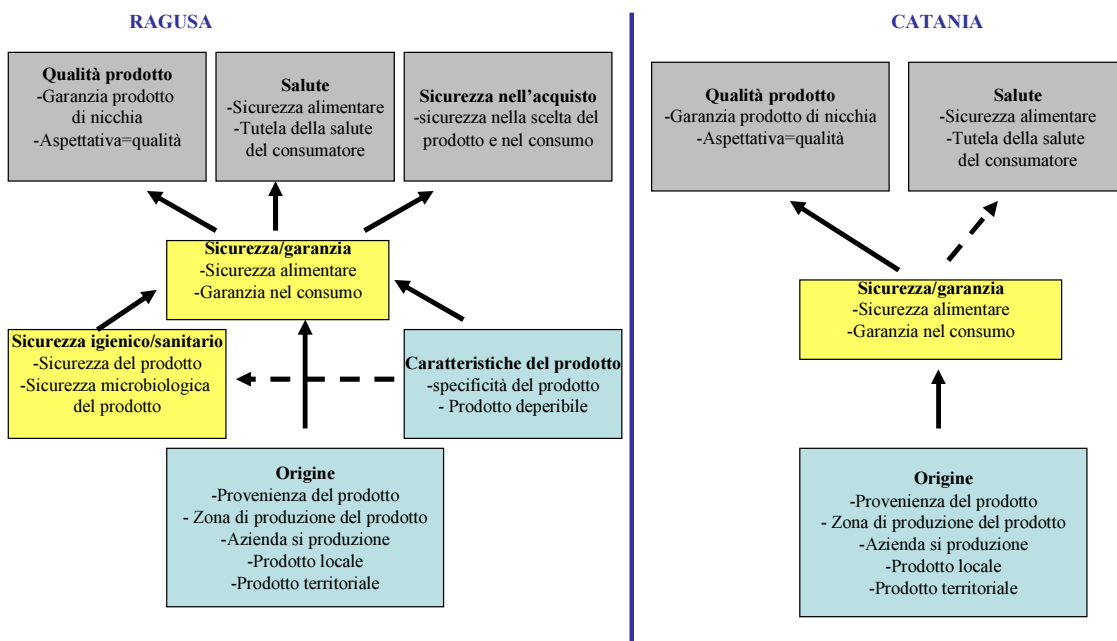 RAGUSA
Qualità prodotto
-Garanzia prodotto
di nicchia
-Aspettativa=qualità
Salute
-Sicurezza alimentare
-Tutela della salute
del consumatore
Sicurezza nell'acquisto
-sicurezza nella scelta del
prodotto e nel consumo
Sicurezza/garanzia
-Sicurezza alimentare
-Garanzia nel consumo
Sicurezza igienico/sanitario
-Sicurezza del prodotto
-Sicurezza microbiologica
del prodotto
Caratteristiche del prodotto
-specificità del prodotto
- Prodotto deperibile
Origine
-Provenienza del prodotto
- Zona di produzione del prodotto
-Azienda si produzione
-Prodotto locale
-Prodotto territoriale
CATANIA
Qualità prodotto
-Garanzia prodotto di nicchia
-Aspettativa=qualità
Salute
-Sicurezza alimentare
-Tutela della salute
del consumatore
Sicurezza/garanzia
-Sicurezza alimentare
-Garanzia nel consumo
Origine
-Provenienza del prodotto
- Zona di produzione del prodotto
-Azienda si produzione
-Prodotto locale
-Prodotto territoriale